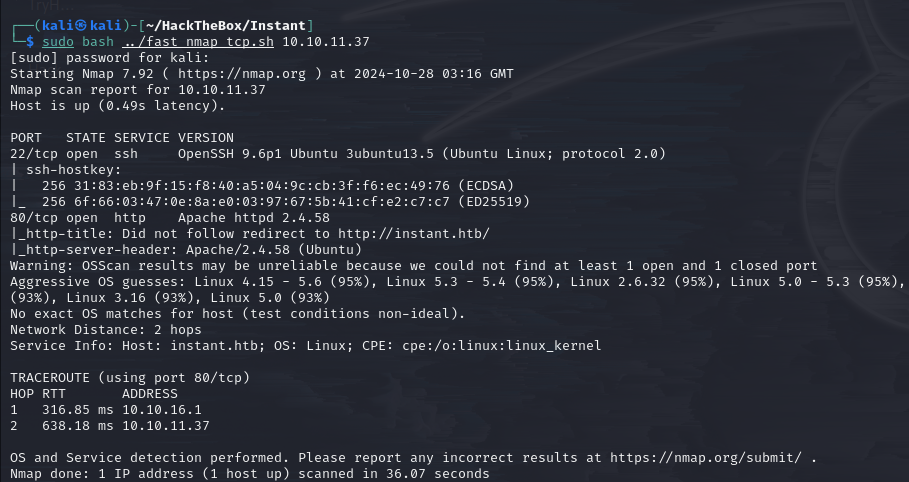 TryH...
┌──(kali㉿kali)-[~/HackTheBox/Instant]
└─$ sudo bash ../fast_nmap_tcp.sh 10.10.11.37
[sudo] password for kali:
Starting Nmap 7.92 ( https://nmap.org ) at 2024-10-28 03:16 GMT
Nmap scan report for 10.10.11.37
Host is up (0.49s latency).

PORT   STATE SERVICE VERSION
22/tcp open  ssh     OpenSSH 9.6p1 Ubuntu 3ubuntu13.5 (Ubuntu Linux; protocol 2.0)
| ssh-hostkey:
|   256 31:83:eb:9f:15:f8:40:a5:04:9c:cb:3f:f6:ec:49:76 (ECDSA)
|_  256 6f:66:03:47:0e:8a:e0:03:97:67:5b:41:cf:e2:c7:c7 (ED25519)
80/tcp open  http    Apache httpd 2.4.58
|_http-title: Did not follow redirect to http://instant.htb/
|_http-server-header: Apache/2.4.58 (Ubuntu)
Warning: OSScan results may be unreliable because we could not find at least 1 open and 1 closed port
Aggressive OS guesses: Linux 4.15 - 5.6 (95%), Linux 5.3 - 5.4 (95%), Linux 2.6.32 (95%), Linux 5.0 - 5.3 (95%),
(93%), Linux 3.16 (93%), Linux 5.0 (93%)
No exact OS matches for host (test conditions non-ideal).
Network Distance: 2 hops
Service Info: Host: instant.htb; OS: Linux; CPE: cpe:/o:linux:linux_kernel

TRACEROUTE (using port 80/tcp)
HOP RTT       ADDRESS
1   316.85 ms 10.10.16.1
2   638.18 ms 10.10.11.37

OS and Service detection performed. Please report any incorrect results at https://nmap.org/submit/ .
Nmap done: 1 IP address (1 host up) scanned in 36.07 seconds